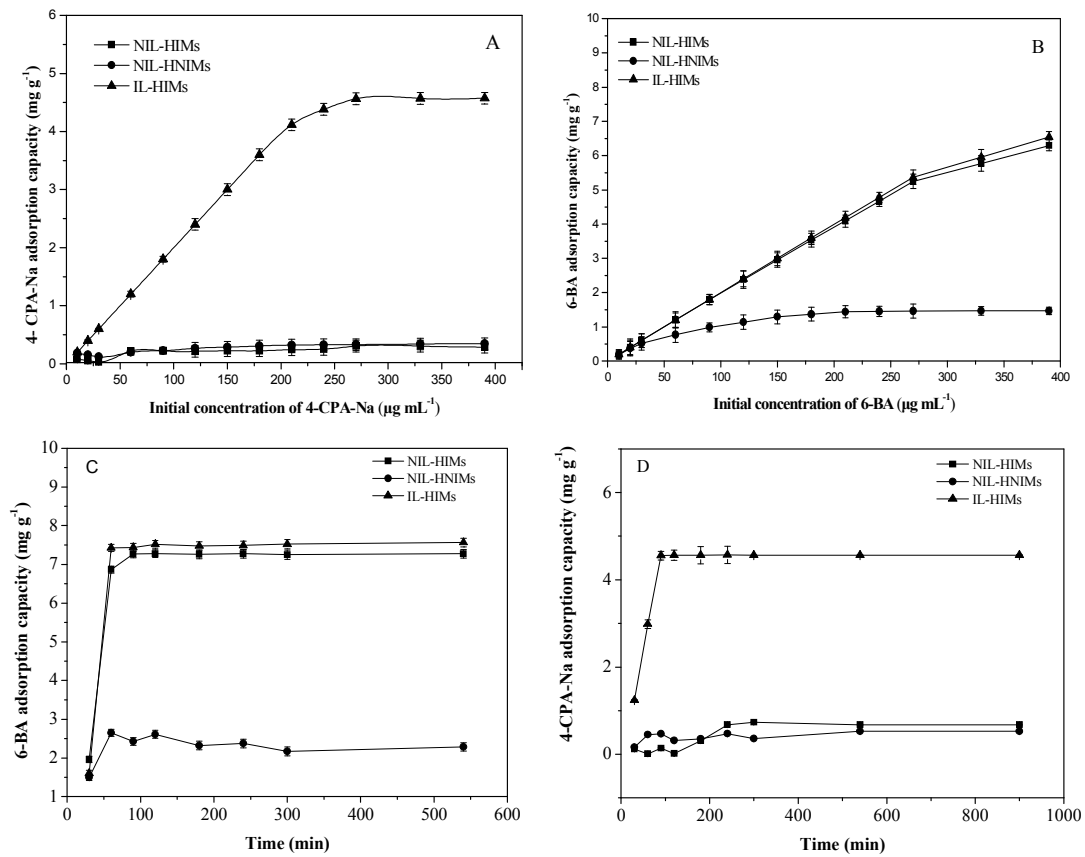 A
NIL-HIMs
NIL-HNIMs
IL-HIMs
4- CPA-Na adsorption capacity (mg g⁻¹)
6
5
4
3
2
1
0
0 50 100 150 200 250 300 350 400
Initial concentration of 4-CPA-Na (µg mL⁻¹)
B
NIL-HIMs
NIL-HNIMs
IL-HIMs
6-BA adsorption capacity (mg g⁻¹)
10
9
8
7
6
5
4
3
2
1
0
0 50 100 150 200 250 300 350 400
Initial concentration of 6-BA (µg mL⁻¹)
C
NIL-HIMs
NIL-HNIMs
IL-HIMs
6-BA adsorption capacity (mg g⁻¹)
10
9
8
7
6
5
4
3
2
1
0 100 200 300 400 500 600
Time (min)
D
NIL-HIMs
NIL-HNIMs
IL-HIMs
4-CPA-Na adsorption capacity (mg g⁻¹)
6
4
2
0
0 200 400 600 800 1000
Time (min)